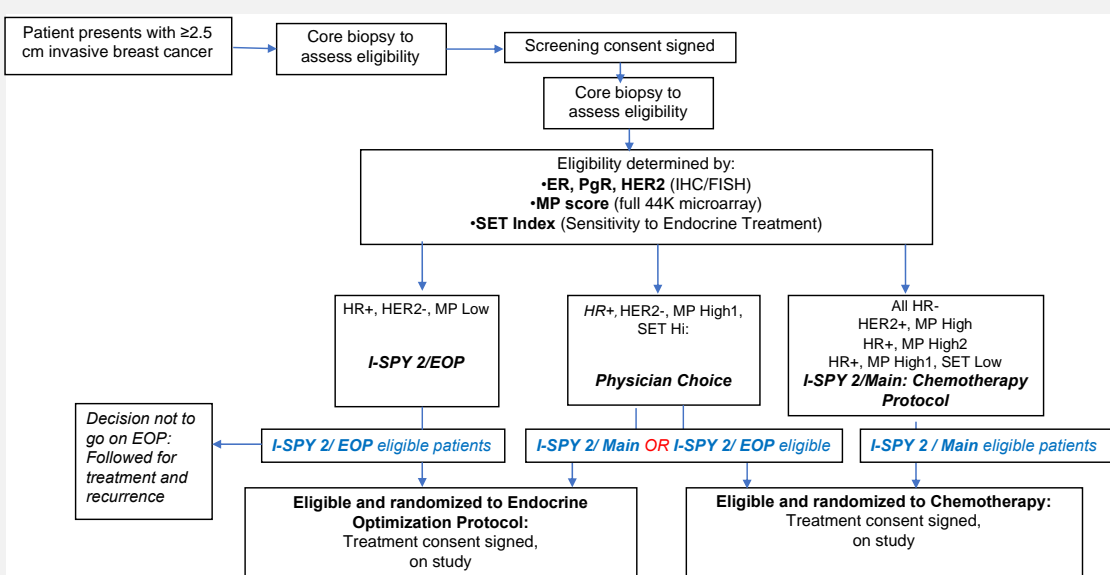 Patient presents with ≥2.5
cm invasive breast cancer
Core biopsy to
assess eligibility
Screening consent signed
Core biopsy to
assess eligibility
Eligibility determined by:
•ER, PgR, HER2 (IHC/FISH)
•MP score (full 44K microarray)
•SET Index (Sensitivity to Endocrine Treatment)
HR+, HER2-, MP Low
I-SPY 2/EOP
HR+, HER2-, MP High1,
SET Hi:
Physician Choice
All HR-
HER2+, MP High
HR+, MP High2
HR+, MP High1, SET Low
I-SPY 2/Main: Chemotherapy
Protocol
Decision not to
go on EOP:
Followed for
treatment and
recurrence
I-SPY 2/ EOP eligible patients
I-SPY 2/ Main OR I-SPY 2/ EOP eligible
I-SPY 2 / Main eligible patients
Eligible and randomized to Endocrine
Optimization Protocol:
Treatment consent signed,
on study
Eligible and randomized to Chemotherapy:
Treatment consent signed,
on study